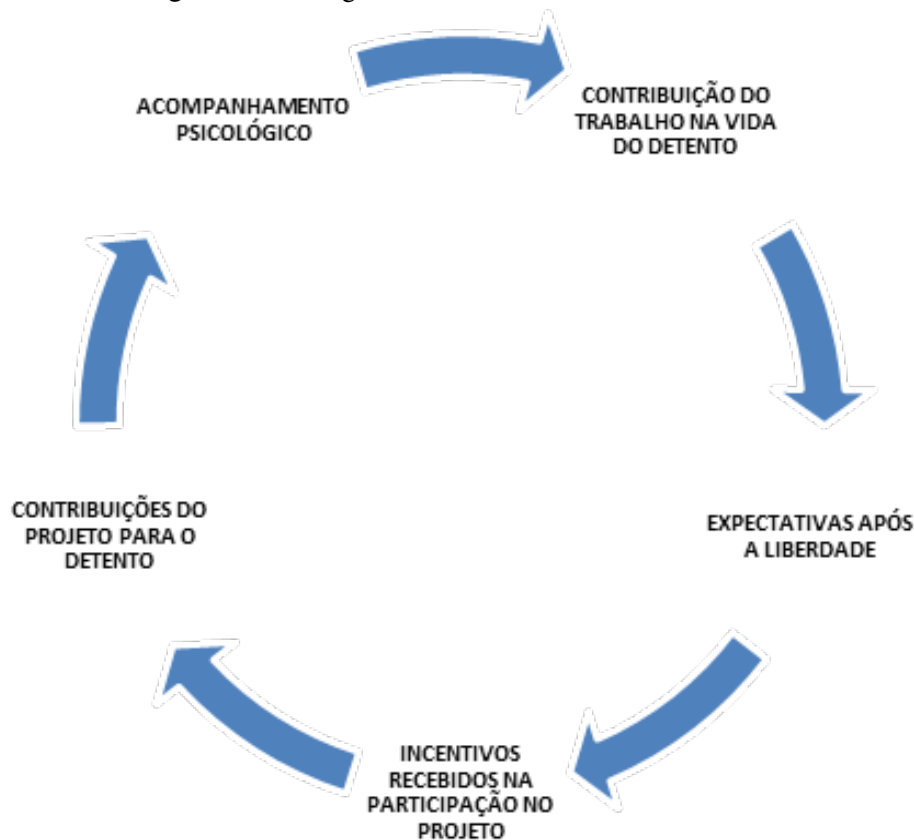 ACOMPANHAMENTO
PSICOLÓGICO
CONTRIBUIÇÃO DO
TRABALHO NA VIDA
DO DETENTO
EXPECTATIVAS APÓS
A LIBERDADE
INCENTIVOS
RECEBIDOS NA
PARTICIPAÇÃO NO
PROJETO
CONTRIBUIÇÕES DO
PROJETO PARA O
DETENTO